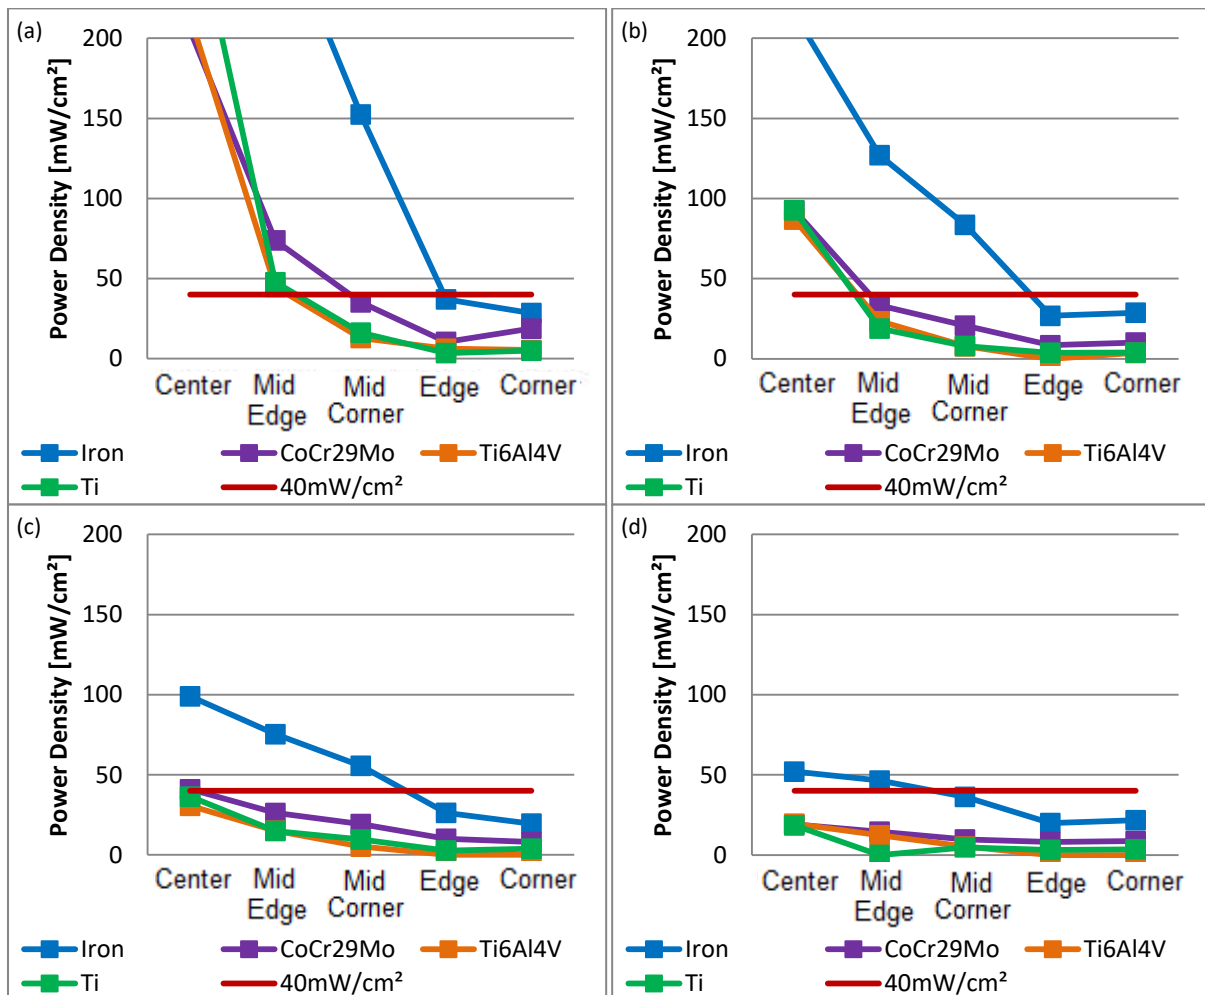 (a)
Power Density [mW/cm²]
200
150
100
50
0
Center
Mid
Edge
Mid
Corner
Edge
Corner
Iron
CoCr29Mo
Ti6Al4V
Ti
40mW/cm²
(b)
Power Density [mW/cm²]
200
150
100
50
0
Center
Mid
Edge
Mid
Corner
Edge
Corner
Iron
CoCr29Mo
Ti6Al4V
Ti
40mW/cm²
(c)
Power Density [mW/cm²]
200
150
100
50
0
Center
Mid
Edge
Mid
Corner
Edge
Corner
Iron
CoCr29Mo
Ti6Al4V
Ti
40mW/cm²
(d)
Power Density [mW/cm²]
200
150
100
50
0
Center
Mid
Edge
Mid
Corner
Edge
Corner
Iron
CoCr29Mo
Ti6Al4V
Ti
40mW/cm²